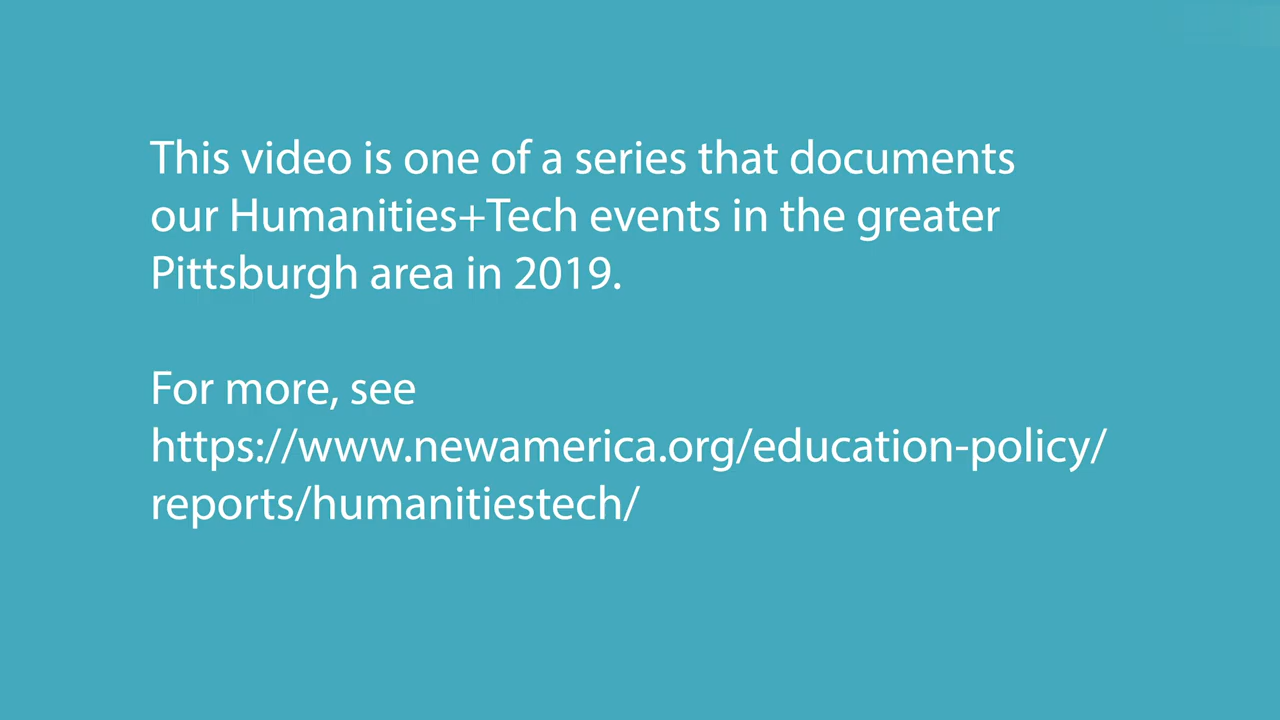 This video is one of a series that documents
our Humanities+Tech events in the greater
Pittsburgh area in 2019.
For more, see
https://www.newamerica.org/education-policy/
reports/humanitiestech/